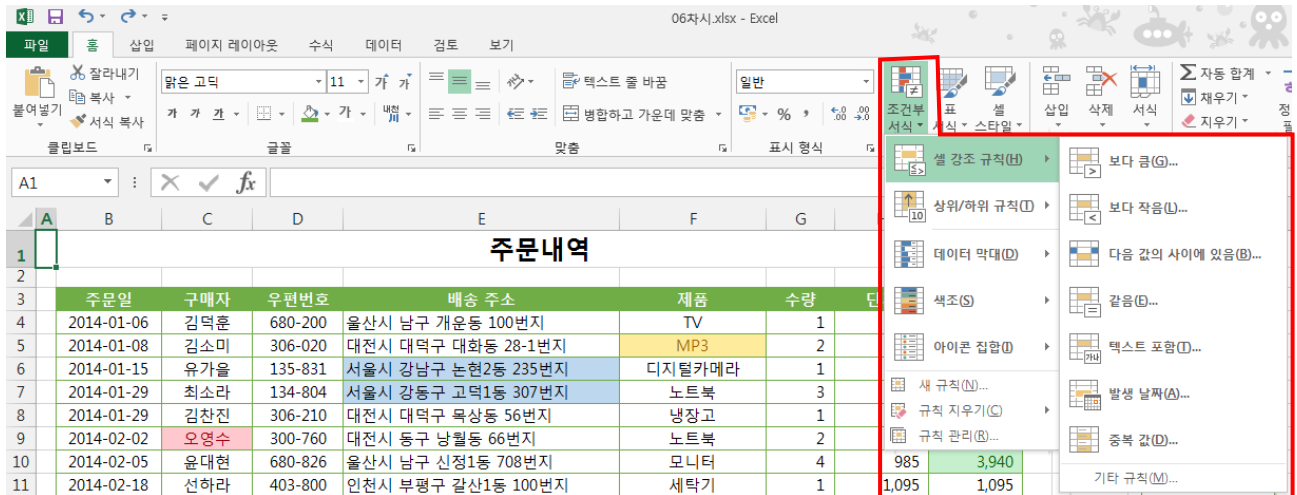 06차시.xlsx - Excel
파일 홈 삽입 페이지 레이아웃 수식 데이터 검토 보기
붙여넣기 잘라내기 복사 서식 복사
클립보드
맑은 고딕 11 가 가
가 가 가 가 내천 川
글꼴
텍스트 줄 바꿈
병합하고 가운데 맞춤
맞춤
일반
% , .0 .00
표시 형식
조건부 서식 표 서식 셀 스타일
삽입 삭제 서식
자동 합계
채우기
지우기
셀 강조 규칙(H)
상위/하위 규칙(T)
데이터 막대(D)
색조(S)
아이콘 집합(I)
새 규칙(N)...
규칙 지우기(C)
규칙 관리(R)...
보다 큼(G)...
보다 작음(L)...
다음 값의 사이에 있음(B)...
같음(E)...
텍스트 포함(T)...
발생 날짜(A)...
중복 값(D)...
기타 규칙(M)...
A1 fx
A B C D E F G
1 주문내역
2
3 주문일 구매자 우편번호 배송 주소 제품 수량
4 2014-01-06 김덕훈 680-200 울산시 남구 개운동 100번지 TV 1
5 2014-01-08 김소미 306-020 대전시 대덕구 대화동 28-1번지 MP3 2
6 2014-01-15 유가을 135-831 서울시 강남구 논현2동 235번지 디지털카메라 1
7 2014-01-29 최소라 134-804 서울시 강동구 고덕1동 307번지 노트북 3
8 2014-01-29 김찬진 306-210 대전시 대덕구 목상동 56번지 냉장고 1
9 2014-02-02 오영수 300-760 대전시 동구 낭월동 66번지 노트북 2
10 2014-02-05 윤대현 680-826 울산시 남구 신정1동 708번지 모니터 4 985 3,940
11 2014-02-18 선하라 403-800 인천시 부평구 갈산1동 100번지 세탁기 1 1,095 1,095